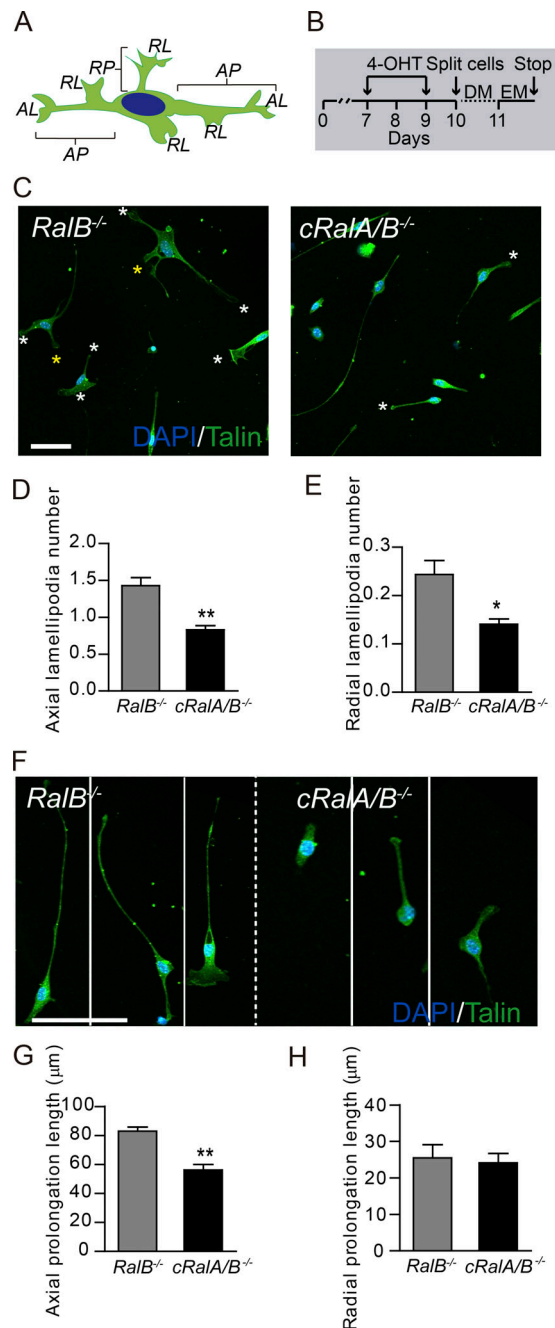 A
RL
RP
RL
AP
AL
AP
RL
RL
AL
B
4-OHT Split cells Stop
DM EM
0 7 8 9 10 11
Days
C
RalB-/-
cRalA/B-/-
*
*
*
*
*
*
*
*
*
DAPI/Talin
D
Axial lamellipodia number
2.0
1.5
1.0
0.5
0.0
**
RalB-/- cRalA/B-/-
E
Radial lamellipodia number
0.3
0.2
0.1
0.0
*
RalB-/- cRalA/B-/-
F
RalB-/-
cRalA/B-/-
DAPI/Talin
G
Axial prolongation length (µm)
100
80
60
40
20
0
**
RalB-/- cRalA/B-/-
H
Radial prolongation length (µm)
40
30
20
10
0
RalB-/- cRalA/B-/-